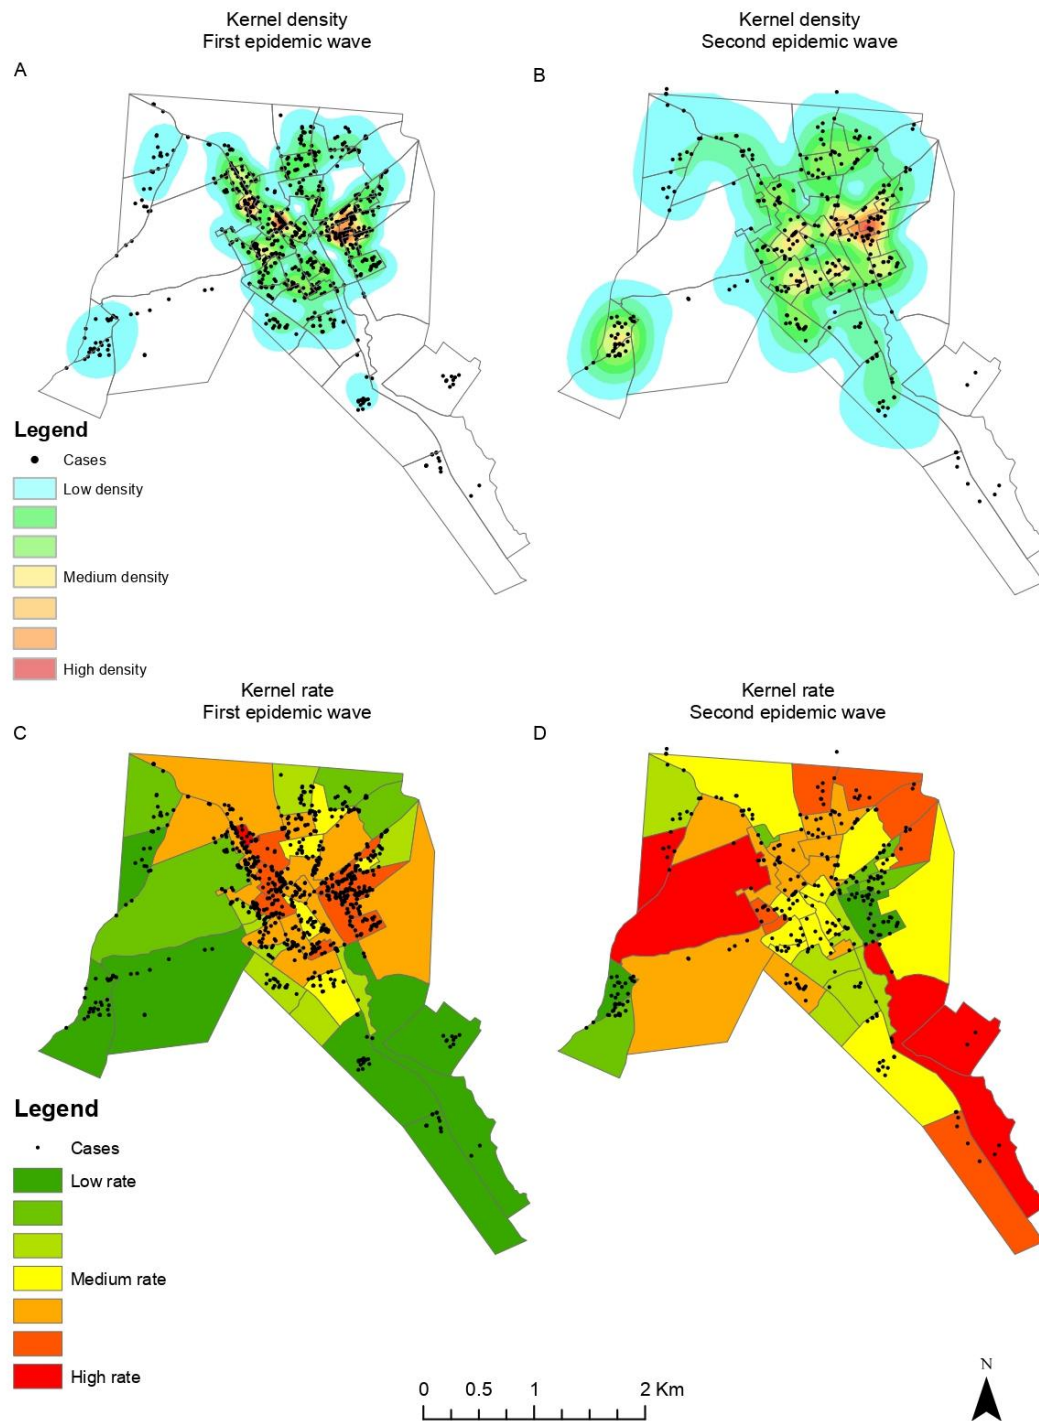 Kernel density
First epidemic wave
Kernel density
Second epidemic wave
A
B
Legend
Cases
Low density
Medium density
High density
Kernel rate
First epidemic wave
Kernel rate
Second epidemic wave
C
D
Legend
Cases
Low rate
Medium rate
High rate
0 0.5 1 2 Km
N